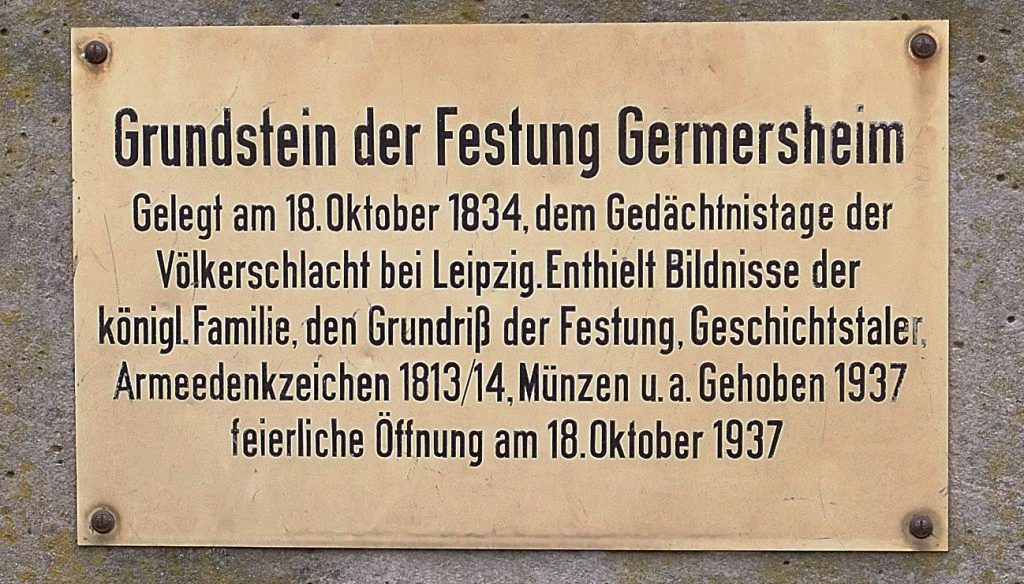 Grundstein der Festung Germersheim
Gelegt am 18. Oktober 1834, dem Gedächtnistage der
Völkerschlacht bei Leipzig. Enthielt Bildnisse der
königl. Familie, den Grundriß der Festung, Geschichtstaler,
Armeedenkzeichen 1813/14, Münzen u. a. Gehoben 1937
feierliche Öffnung am 18. Oktober 1937